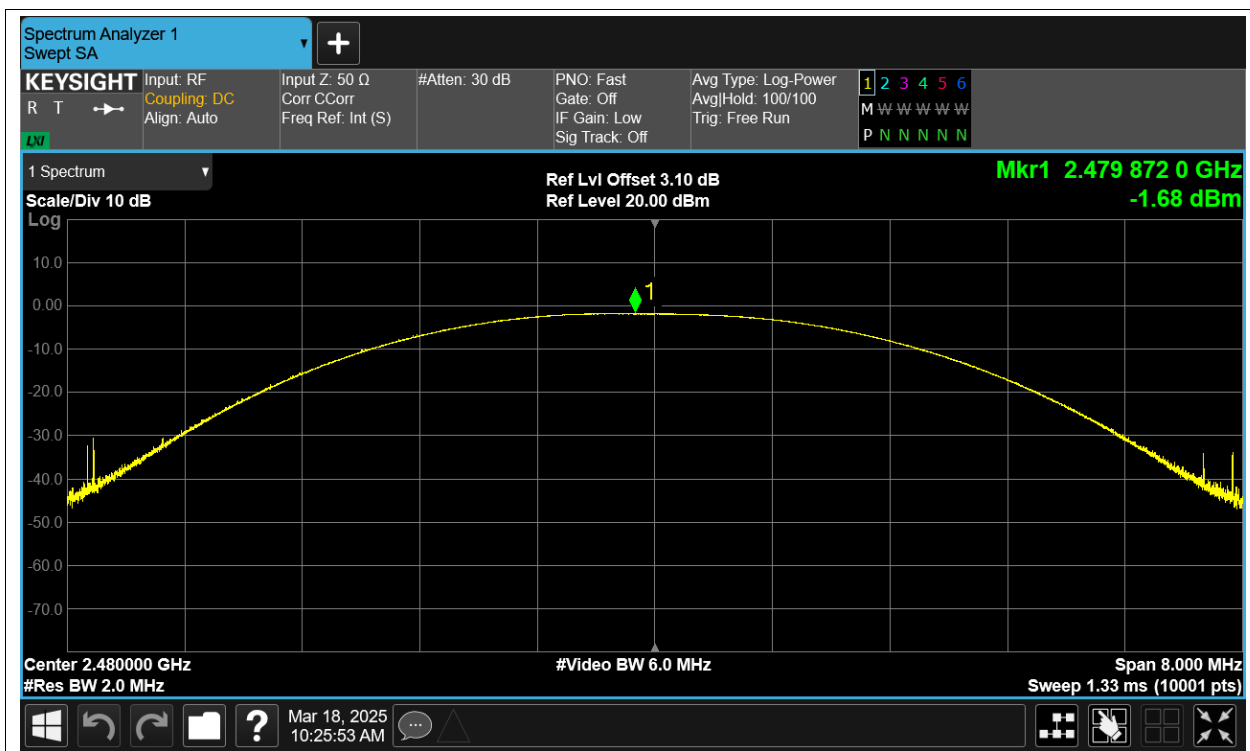 Spectrum Analyzer 1
Swept SA
KEYSIGHT
R T
LXI
Input: RF
Coupling: DC
Align: Auto
Input Z: 50 Ω
Corr CCorr
Freq Ref: Int (S)
#Atten: 30 dB
PNO: Fast
Gate: Off
IF Gain: Low
Sig Track: Off
Avg Type: Log-Power
Avg|Hold: 100/100
Trig: Free Run
1 2 3 4 5 6
M W W W W W W
P N N N N N
1 Spectrum
Scale/Div 10 dB
Ref Lvl Offset 3.10 dB
Ref Level 20.00 dBm
Mkr1 2.479 872 0 GHz
-1.68 dBm
Log
10.0
0.00
-10.0
-20.0
-30.0
-40.0
-50.0
-60.0
-70.0
1
Center 2.480000 GHz
#Res BW 2.0 MHz
#Video BW 6.0 MHz
Span 8.000 MHz
Sweep 1.33 ms (10001 pts)
?
Mar 18, 2025
10:25:53 AM